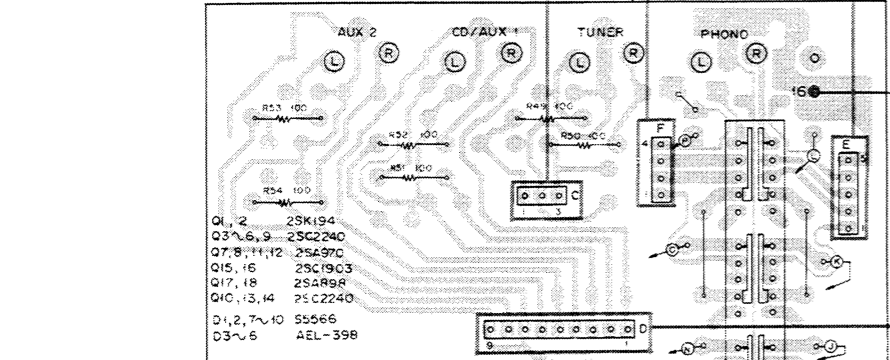 AUX 2 CD/AUX 1 TUNER PHONO
L R L R L R L R
16
R53 100
R49 100
R52 100
R50 100
F
4
1
P
E
5
1
L
R51 100
R54 100
C
1 3
Q1, 2 2SK194
Q3~6, 9 2SC2240
Q7,8,11,12 2SA970
Q15, 16 2SC1903
Q17, 18 2SA898
Q10,13,14 2SC2240
D1,2,7~10 S5566
D3~6 AEL-398
K
D
9 1
N
J